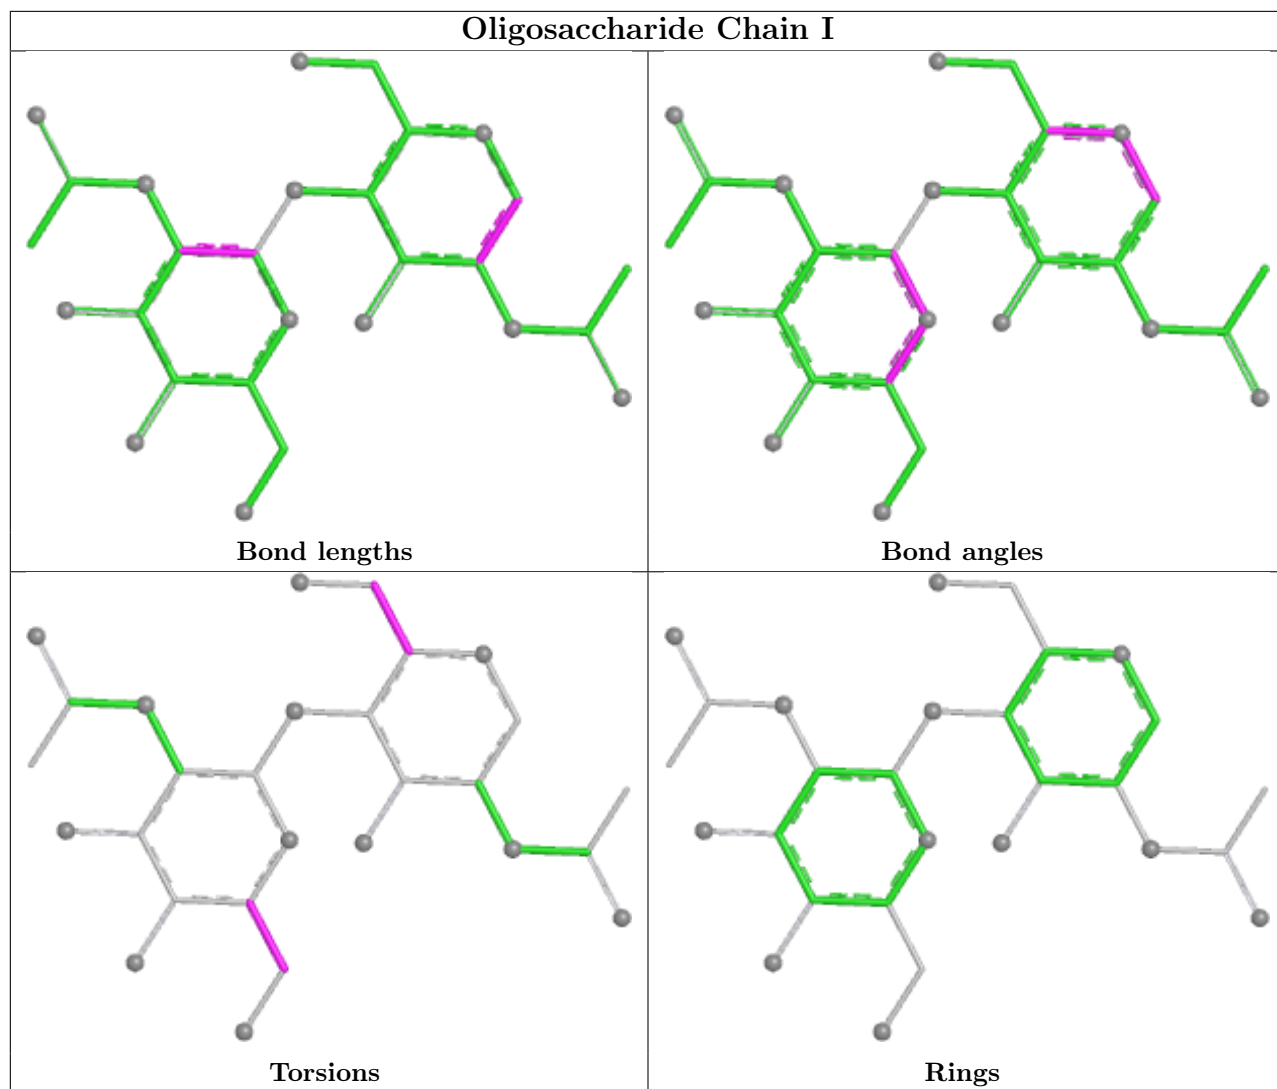 Oligosaccharide Chain I
Bond lengths
Bond angles
Torsions
Rings